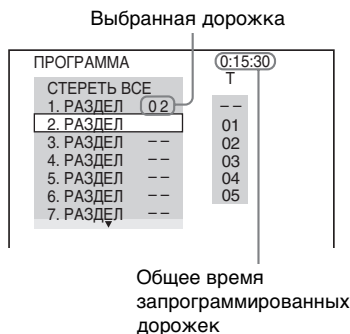 Выбранная дорожка
ПРОГРАММА 0:15:30
T
СТЕРЕТЬ ВСЕ
1. РАЗДЕЛ 02 – –
2. РАЗДЕЛ 01
3. РАЗДЕЛ – – 02
4. РАЗДЕЛ – – 03
5. РАЗДЕЛ – – 04
6. РАЗДЕЛ – – 05
7. РАЗДЕЛ – –
Общее время
запрограммированных
дорожек